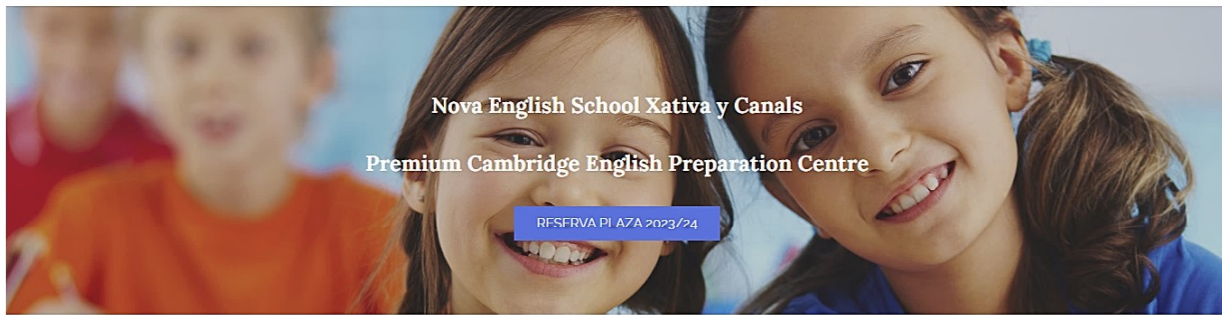 Nova English School Xativa y Canals
Premium Cambridge English Preparation Centre
RESERVA PLAZA 2023/24